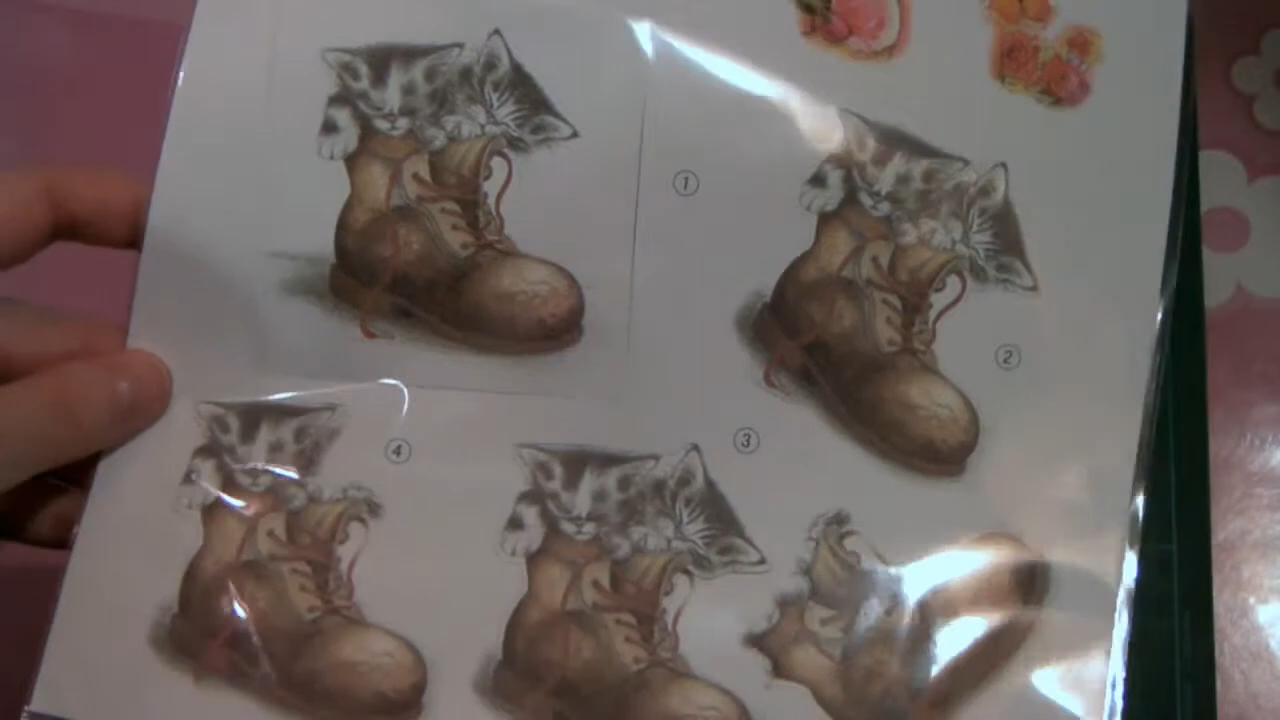 ①
②
③
④